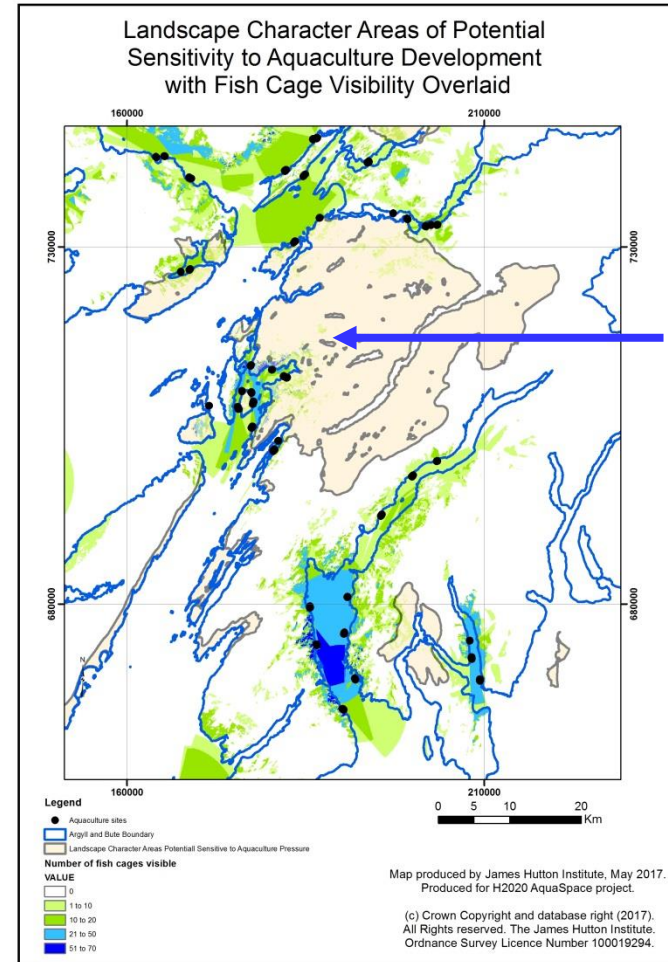 Landscape Character Areas of Potential
Sensitivity to Aquaculture Development
with Fish Cage Visibility Overlaid
160000
210000
730000
730000
680000
680000
N
160000
210000
Legend
Aquaculture sites
Argyll and Bute Boundary
Landscape Character Areas Potentiall Sensitive to Aquaculture Pressure
Number of fish cages visible
VALUE
0
1 to 10
10 to 20
21 to 50
51 to 70
0 5 10 20
Km
Map produced by James Hutton Institute, May 2017.
Produced for H2020 AquaSpace project.
(c) Crown Copyright and database right (2017).
All Rights reserved. The James Hutton Institute.
Ordnance Survey Licence Number 100019294.